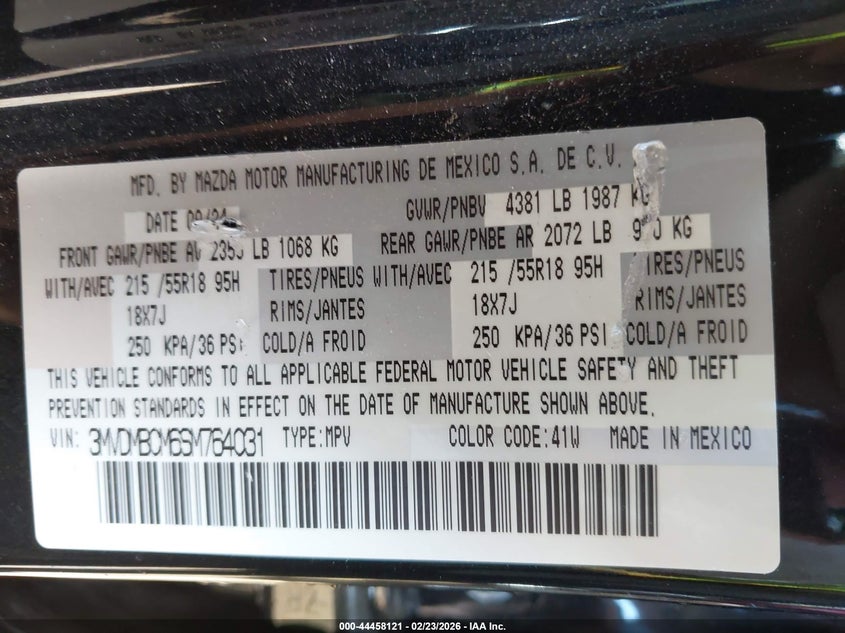 MFD. BY MAZDA MOTOR MANUFACTURING DE MEXICO S.A. DE C.V.
DATE GVWR/PNBV 4381 LB 1987 KG
FRONT GAWR/PNBE AV LB 1068 KG REAR GAWR/PNBE AR 2072 LB KG
WITH/AVEC 215 /55R18 95H TIRES/PNEUS WITH/AVEC 215 /55R18 95H TIRES/PNEUS
18X7J RIMS/JANTES 18X7J RIMS/JANTES
250 KPA/36 PSI COLD/A FROID 250 KPA/36 PSI COLD/A FROID
THIS VEHICLE CONFORMS TO ALL APPLICABLE FEDERAL MOTOR VEHICLE SAFETY AND THEFT
PREVENTION STANDARDS IN EFFECT ON THE DATE OF MANUFACTURE SHOWN ABOVE.
VIN: 3MVDMBCM6SM764031 TYPE:MPV COLOR CODE:41W MADE IN MEXICO
000-44458121 - 02/23/2026 - IAA Inc.